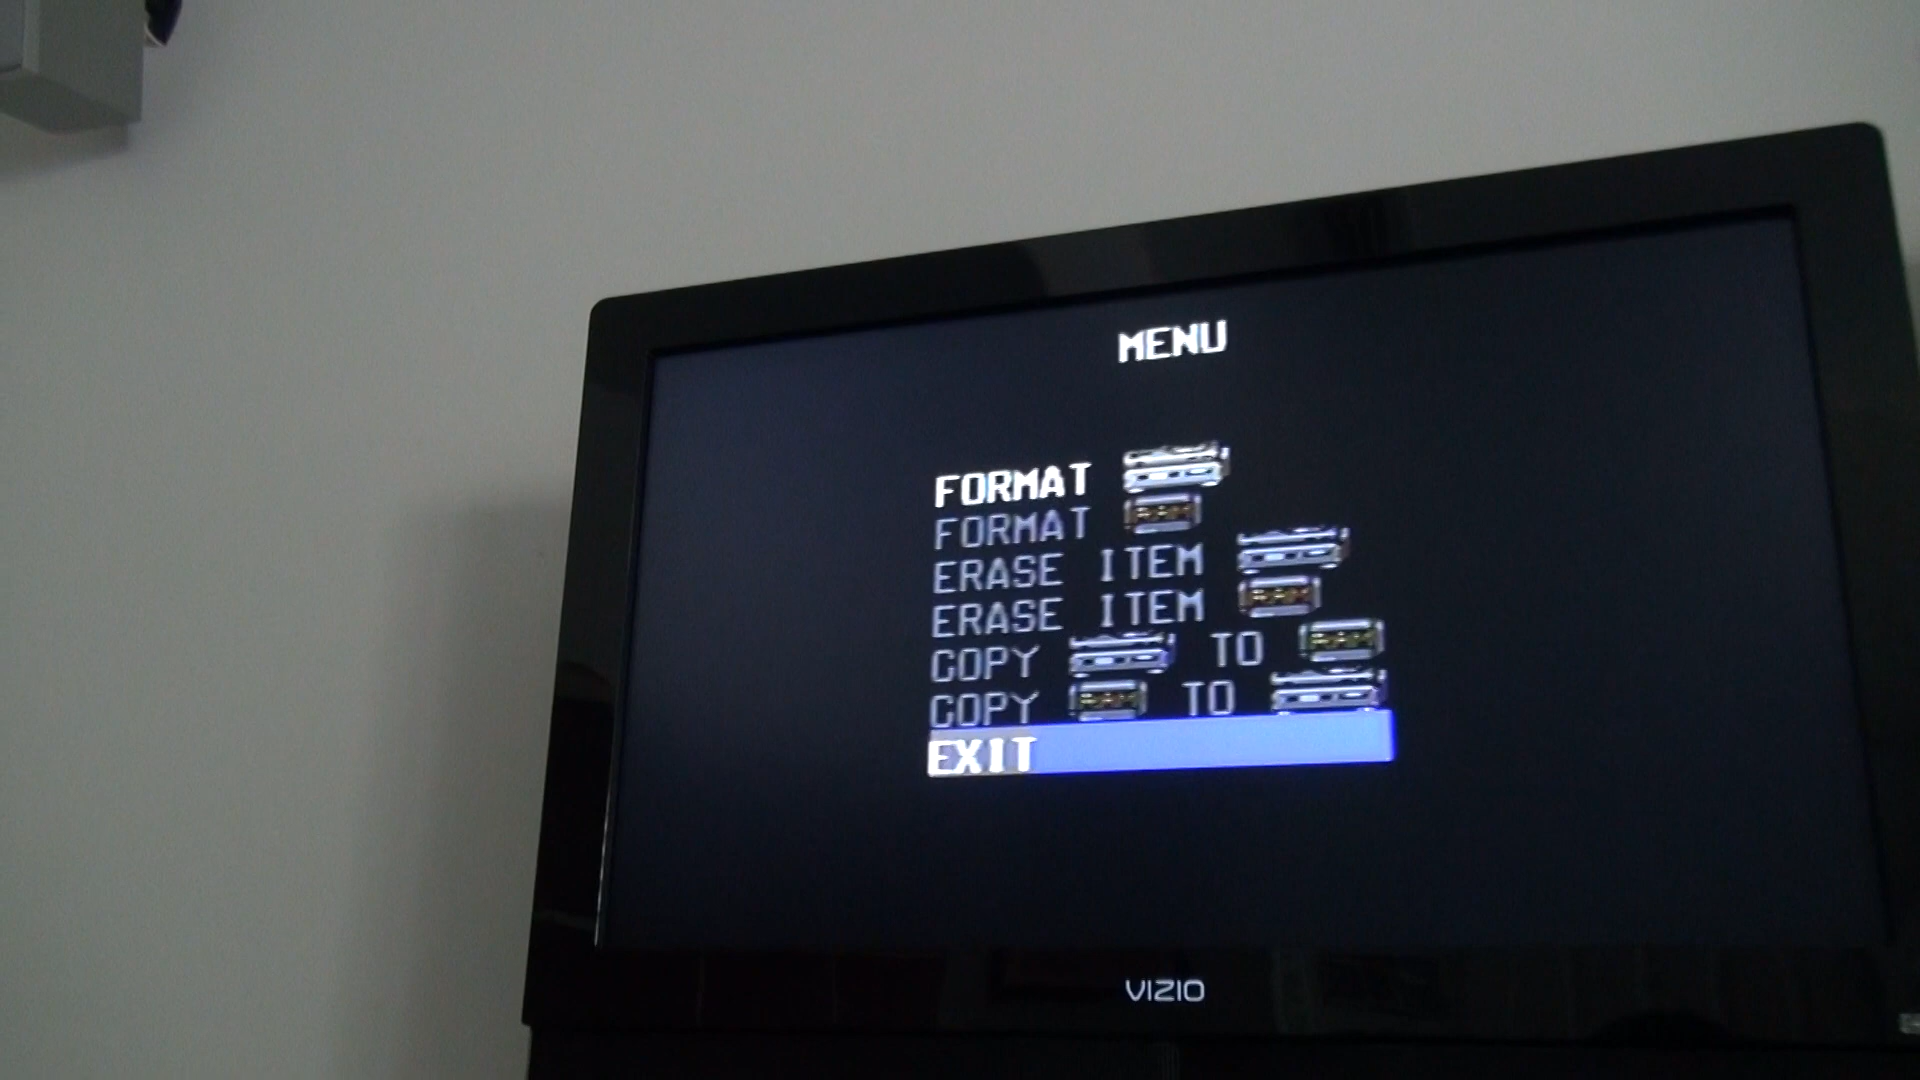 MENU
FORMAT
FORMAT
ERASE ITEM
ERASE ITEM
COPY TO
COPY TO
EXIT
VIZIO